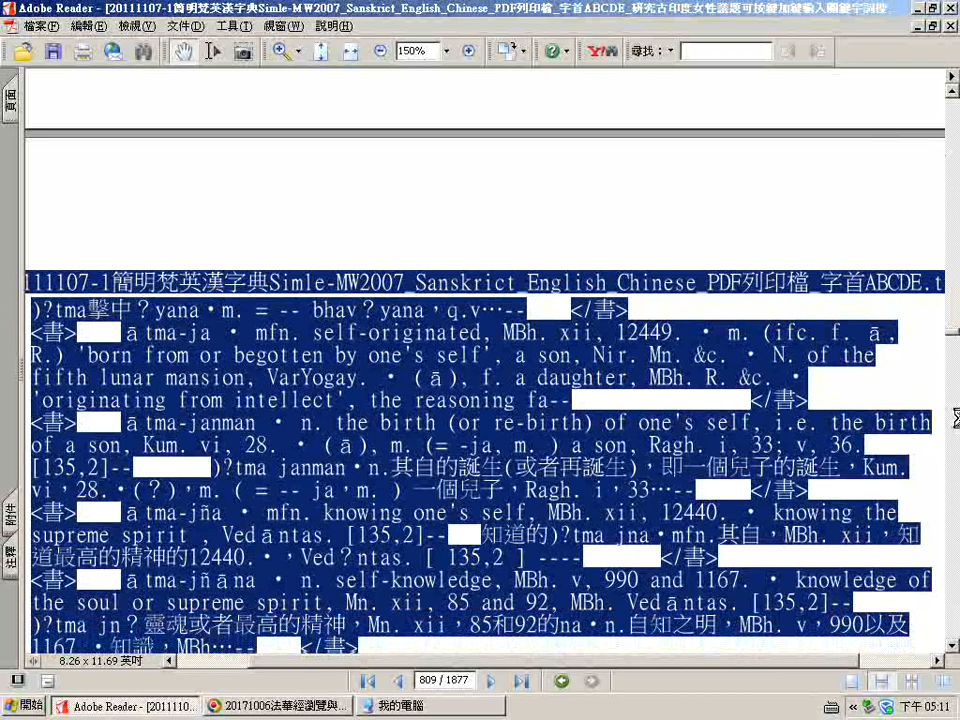 Adobe Reader - [20111107-1簡明梵英漢字典Simle-MW2007_Sanskrict_English_Chinese_PDF列印檔_字首ABCDE_研究古印度女性議題可按鍵加鍵輸入關鍵字詞搜
檔案(F) 編輯(E) 檢視(V) 文件(D) 工具(T) 視窗(W) 說明(H)
150% Y! 尋找:
頁面
111107-1簡明梵英漢字典Simle-MW2007_Sanskrict_English_Chinese_PDF列印檔_字首ABCDE.t
)?tma擊中?yana‧m. = -- bhav?yana,q.v…-- </書>
<書> ātma-ja ‧ mfn. self-originated, MBh. xii, 12449. ‧ m. (ifc. f. ā,
R.) 'born from or begotten by one's self', a son, Nir. Mn. &c. ‧ N. of the
fifth lunar mansion, VarYogay. ‧ (ā), f. a daughter, MBh. R. &c. ‧
'originating from intellect', the reasoning fa-- </書>
<書> ātma-janman ‧ n. the birth (or re-birth) of one's self, i.e. the birth
of a son, Kum. vi, 28. ‧ (ā), m. (= -ja, m.) a son, Ragh. i, 33; v, 36.
[135,2]-- )?tma janman‧n.其自的誕生(或者再誕生),即一個兒子的誕生,Kum.
vi,28.‧(?),m. ( = -- ja,m. ) 一個兒子,Ragh. i,33…-- </書>
<書> ātma-jña ‧ mfn. knowing one's self, MBh. xii, 12440. ‧ knowing the
supreme spirit , Vedāntas. [135,2]-- 知道的)?tma jna‧mfn.其自,MBh. xii,知
道最高的精神的12440.‧,Ved?ntas. [ 135,2 ] ---- </書>
<書> ātma-jñāna ‧ n. self-knowledge, MBh. v, 990 and 1167. ‧ knowledge of
the soul or supreme spirit, Mn. xii, 85 and 92, MBh. Vedāntas. [135,2]--
)?tma jn?靈魂或者最高的精神,Mn. xii,85和92的na‧n.自知之明,MBh. v,990以及
1167.‧知識,MBh…-- </書>
附件
注釋
8.26 x 11.69 英吋
809 / 1877
開始 Adobe Reader - [2011110... 20171006法華經瀏覽與... 我的電腦 下午 05:11